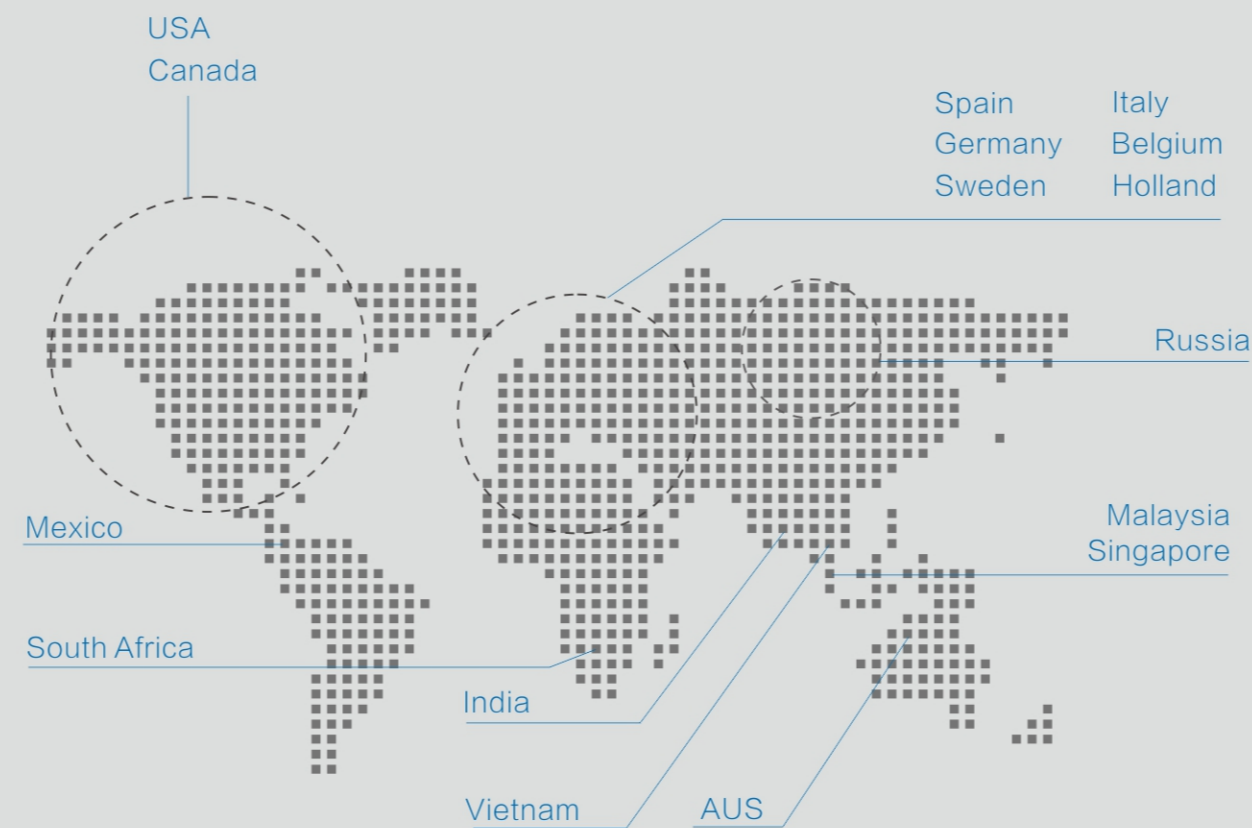 USA
Canada
Spain Italy
Germany Belgium
Sweden Holland
Russia
Mexico
Malaysia
Singapore
South Africa
India
Vietnam
AUS